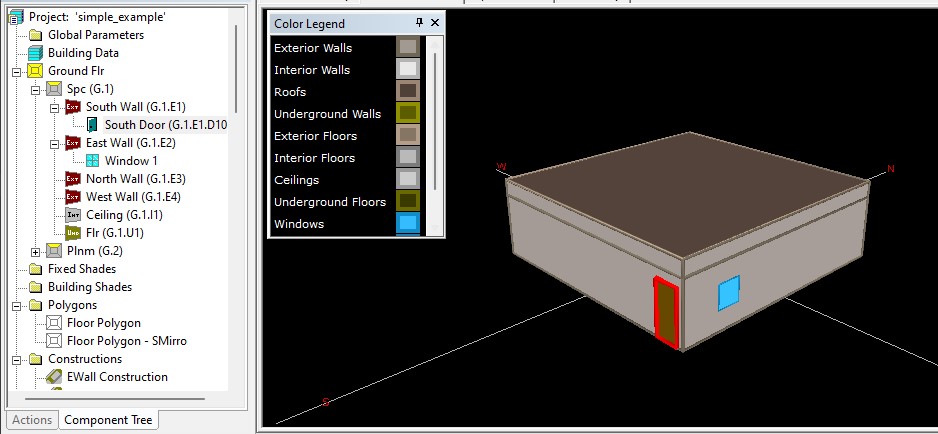 Project: 'simple_example'
Global Parameters
Building Data
Ground Flr
Spc (G.1)
EXT South Wall (G.1.E1)
South Door (G.1.E1.D10
EXT East Wall (G.1.E2)
Window 1
EXT North Wall (G.1.E3)
EXT West Wall (G.1.E4)
INT Ceiling (G.1.I1)
UND Flr (G.1.U1)
Plnm (G.2)
Fixed Shades
Building Shades
Polygons
Floor Polygon
Floor Polygon - SMirro
Constructions
EWall Construction
Actions
Component Tree
Color Legend
Exterior Walls
Interior Walls
Roofs
Underground Walls
Exterior Floors
Interior Floors
Ceilings
Underground Floors
Windows
W
N
S